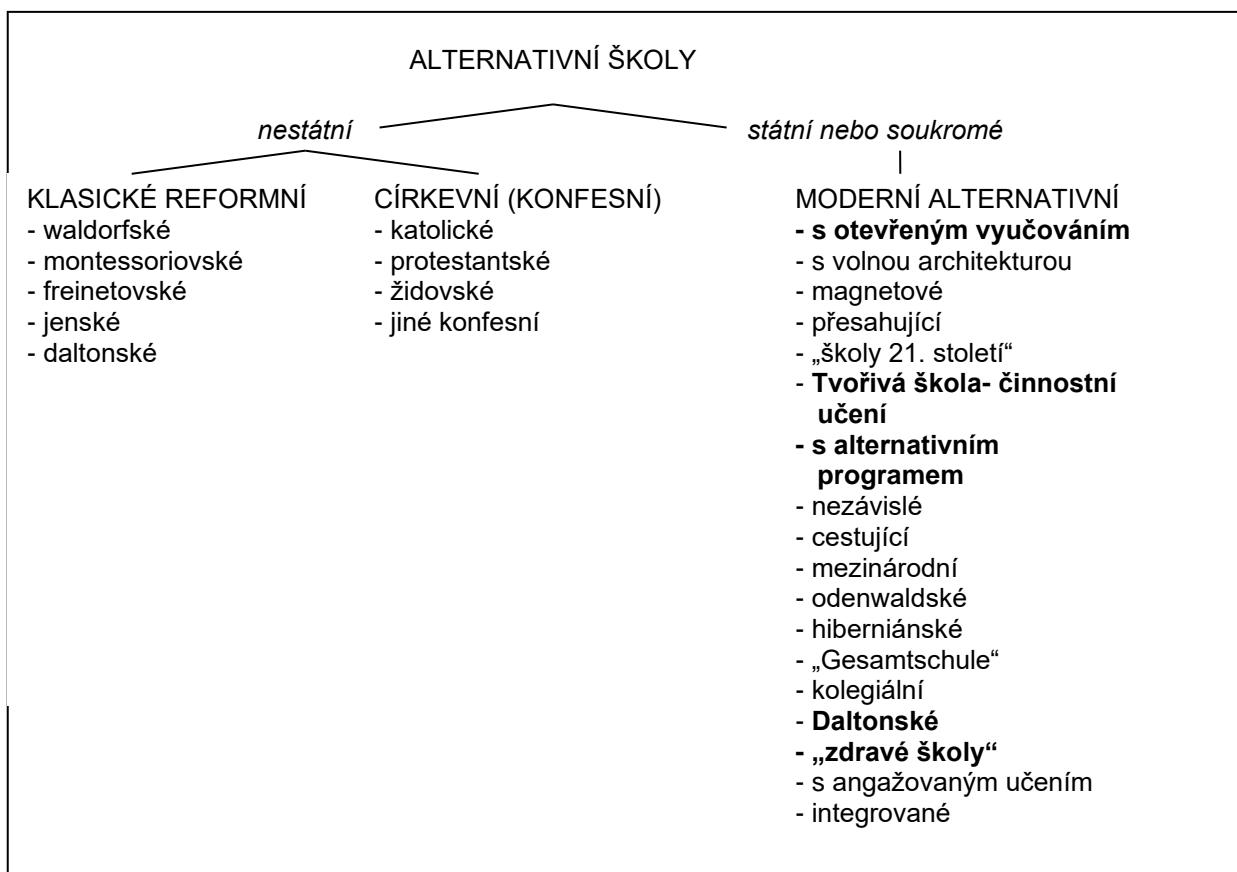 ALTERNATIVNÍ ŠKOLY
nestátní
státní nebo soukromé
KLASICKÉ REFORMNÍ
- waldorfské
- montessoriovské
- freinetovské
- jenské
- daltonské
CÍRKEVNÍ (KONFESNÍ)
- katolické
- protestantské
- židovské
- jiné konfesní
MODERNÍ ALTERNATIVNÍ
- s otevřeným vyučováním
- s volnou architekturou
- magnetové
- přesahující
- „školy 21. století“
- Tvořivá škola- činnostní
učení
- s alternativním
programem
- nezávislé
- cestující
- mezinárodní
- odenwaldské
- hiberniánské
- „Gesamtschule“
- kolegiální
- Daltonské
- „zdravé školy“
- s angažovaným učením
- integrované